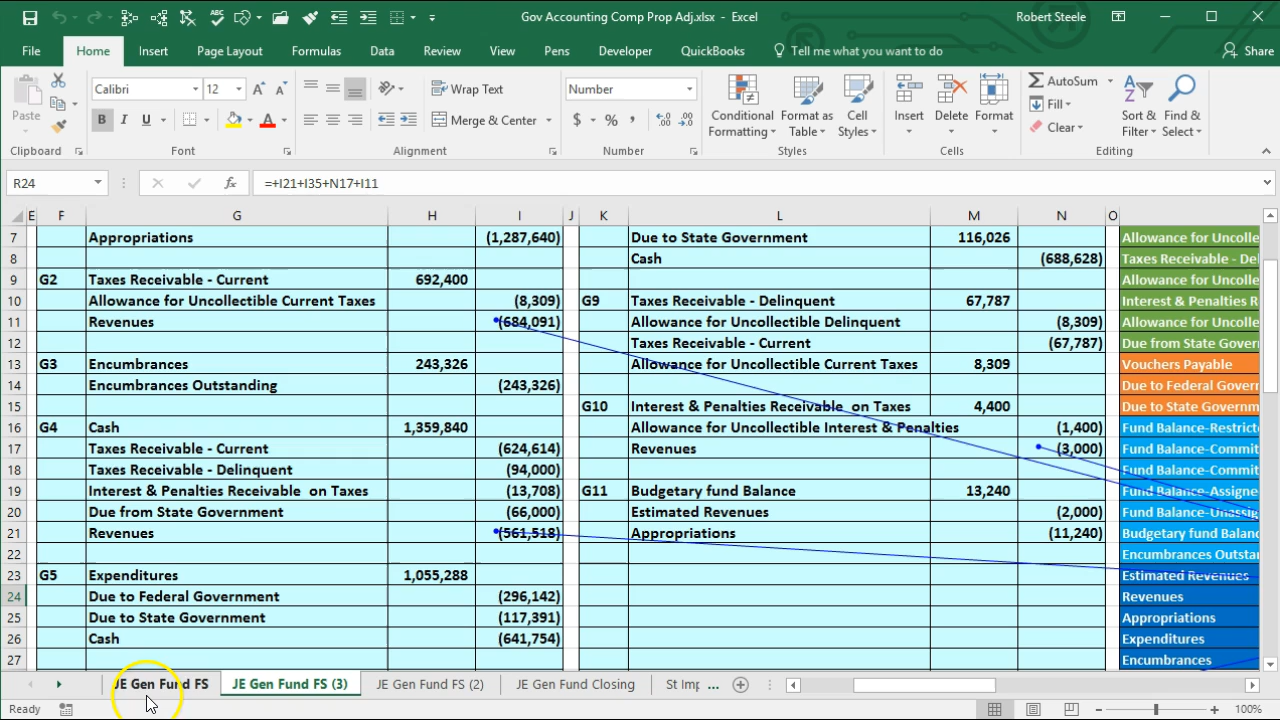 Gov Accounting Comp Prop Adj.xlsx - Excel
Robert Steele
File Home Insert Page Layout Formulas Data Review View Pens Developer QuickBooks Tell me what you want to do Share
Paste
Clipboard
Calibri 12
B I U
Font
Wrap Text
Merge & Center
Alignment
Number
$ % ,
Number
Conditional Formatting
Format as Table
Cell Styles
Styles
Insert
Delete
Format
Cells
AutoSum
Fill
Clear
Sort & Filter
Find & Select
Editing
R24 fx =+I21+I35+N17+I11
E F G H I J K L M N O
7 Appropriations (1,287,640) Due to State Government 116,026 Allowance for Uncolle
8 Cash (688,628) Taxes Receivable - Del
9 G2 Taxes Receivable - Current 692,400 Allowance for Uncolle
10 Allowance for Uncollectible Current Taxes (8,309) G9 Taxes Receivable - Delinquent 67,787 Interest & Penalties R
11 Revenues (684,091) Allowance for Uncollectible Delinquent (8,309) Allowance for Uncolle
12 Taxes Receivable - Current (67,787) Due from State Gover
13 G3 Encumbrances 243,326 Allowance for Uncollectible Current Taxes 8,309 Vouchers Payable
14 Encumbrances Outstanding (243,326) Due to Federal Govern
15 G10 Interest & Penalties Receivable on Taxes 4,400 Due to State Governm
16 G4 Cash 1,359,840 Allowance for Uncollectible Interest & Penalties (1,400) Fund Balance-Restric
17 Taxes Receivable - Current (624,614) Revenues (3,000) Fund Balance-Commit
18 Taxes Receivable - Delinquent (94,000) Fund Balance-Commit
19 Interest & Penalties Receivable on Taxes (13,708) G11 Budgetary fund Balance 13,240 Fund Balance-Assigne
20 Due from State Government (66,000) Estimated Revenues (2,000) Fund Balance-Unassig
21 Revenues (561,518) Appropriations (11,240) Budgetary fund Balanc
22 Encumbrances Outsta
23 G5 Expenditures 1,055,288 Estimated Revenues
24 Due to Federal Government (296,142) Revenues
25 Due to State Government (117,391) Appropriations
26 Cash (641,754) Expenditures
27 Encumbrances
JE Gen Fund FS JE Gen Fund FS (3) JE Gen Fund FS (2) JE Gen Fund Closing St Imp ...
Ready 100%